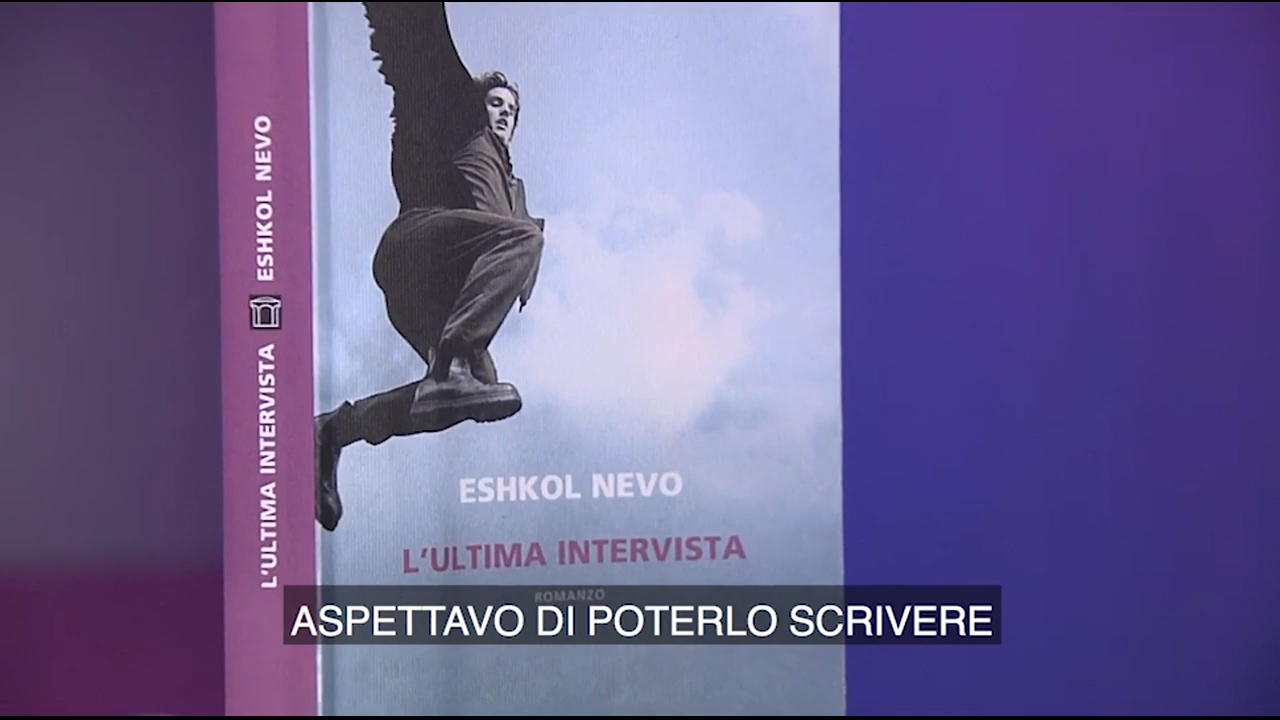 L'ULTIMA INTERVISTA ESHKOL NEVO
ESHKOL NEVO
L'ULTIMA INTERVISTA
ROMANZO
ASPETTAVO DI POTERLO SCRIVERE